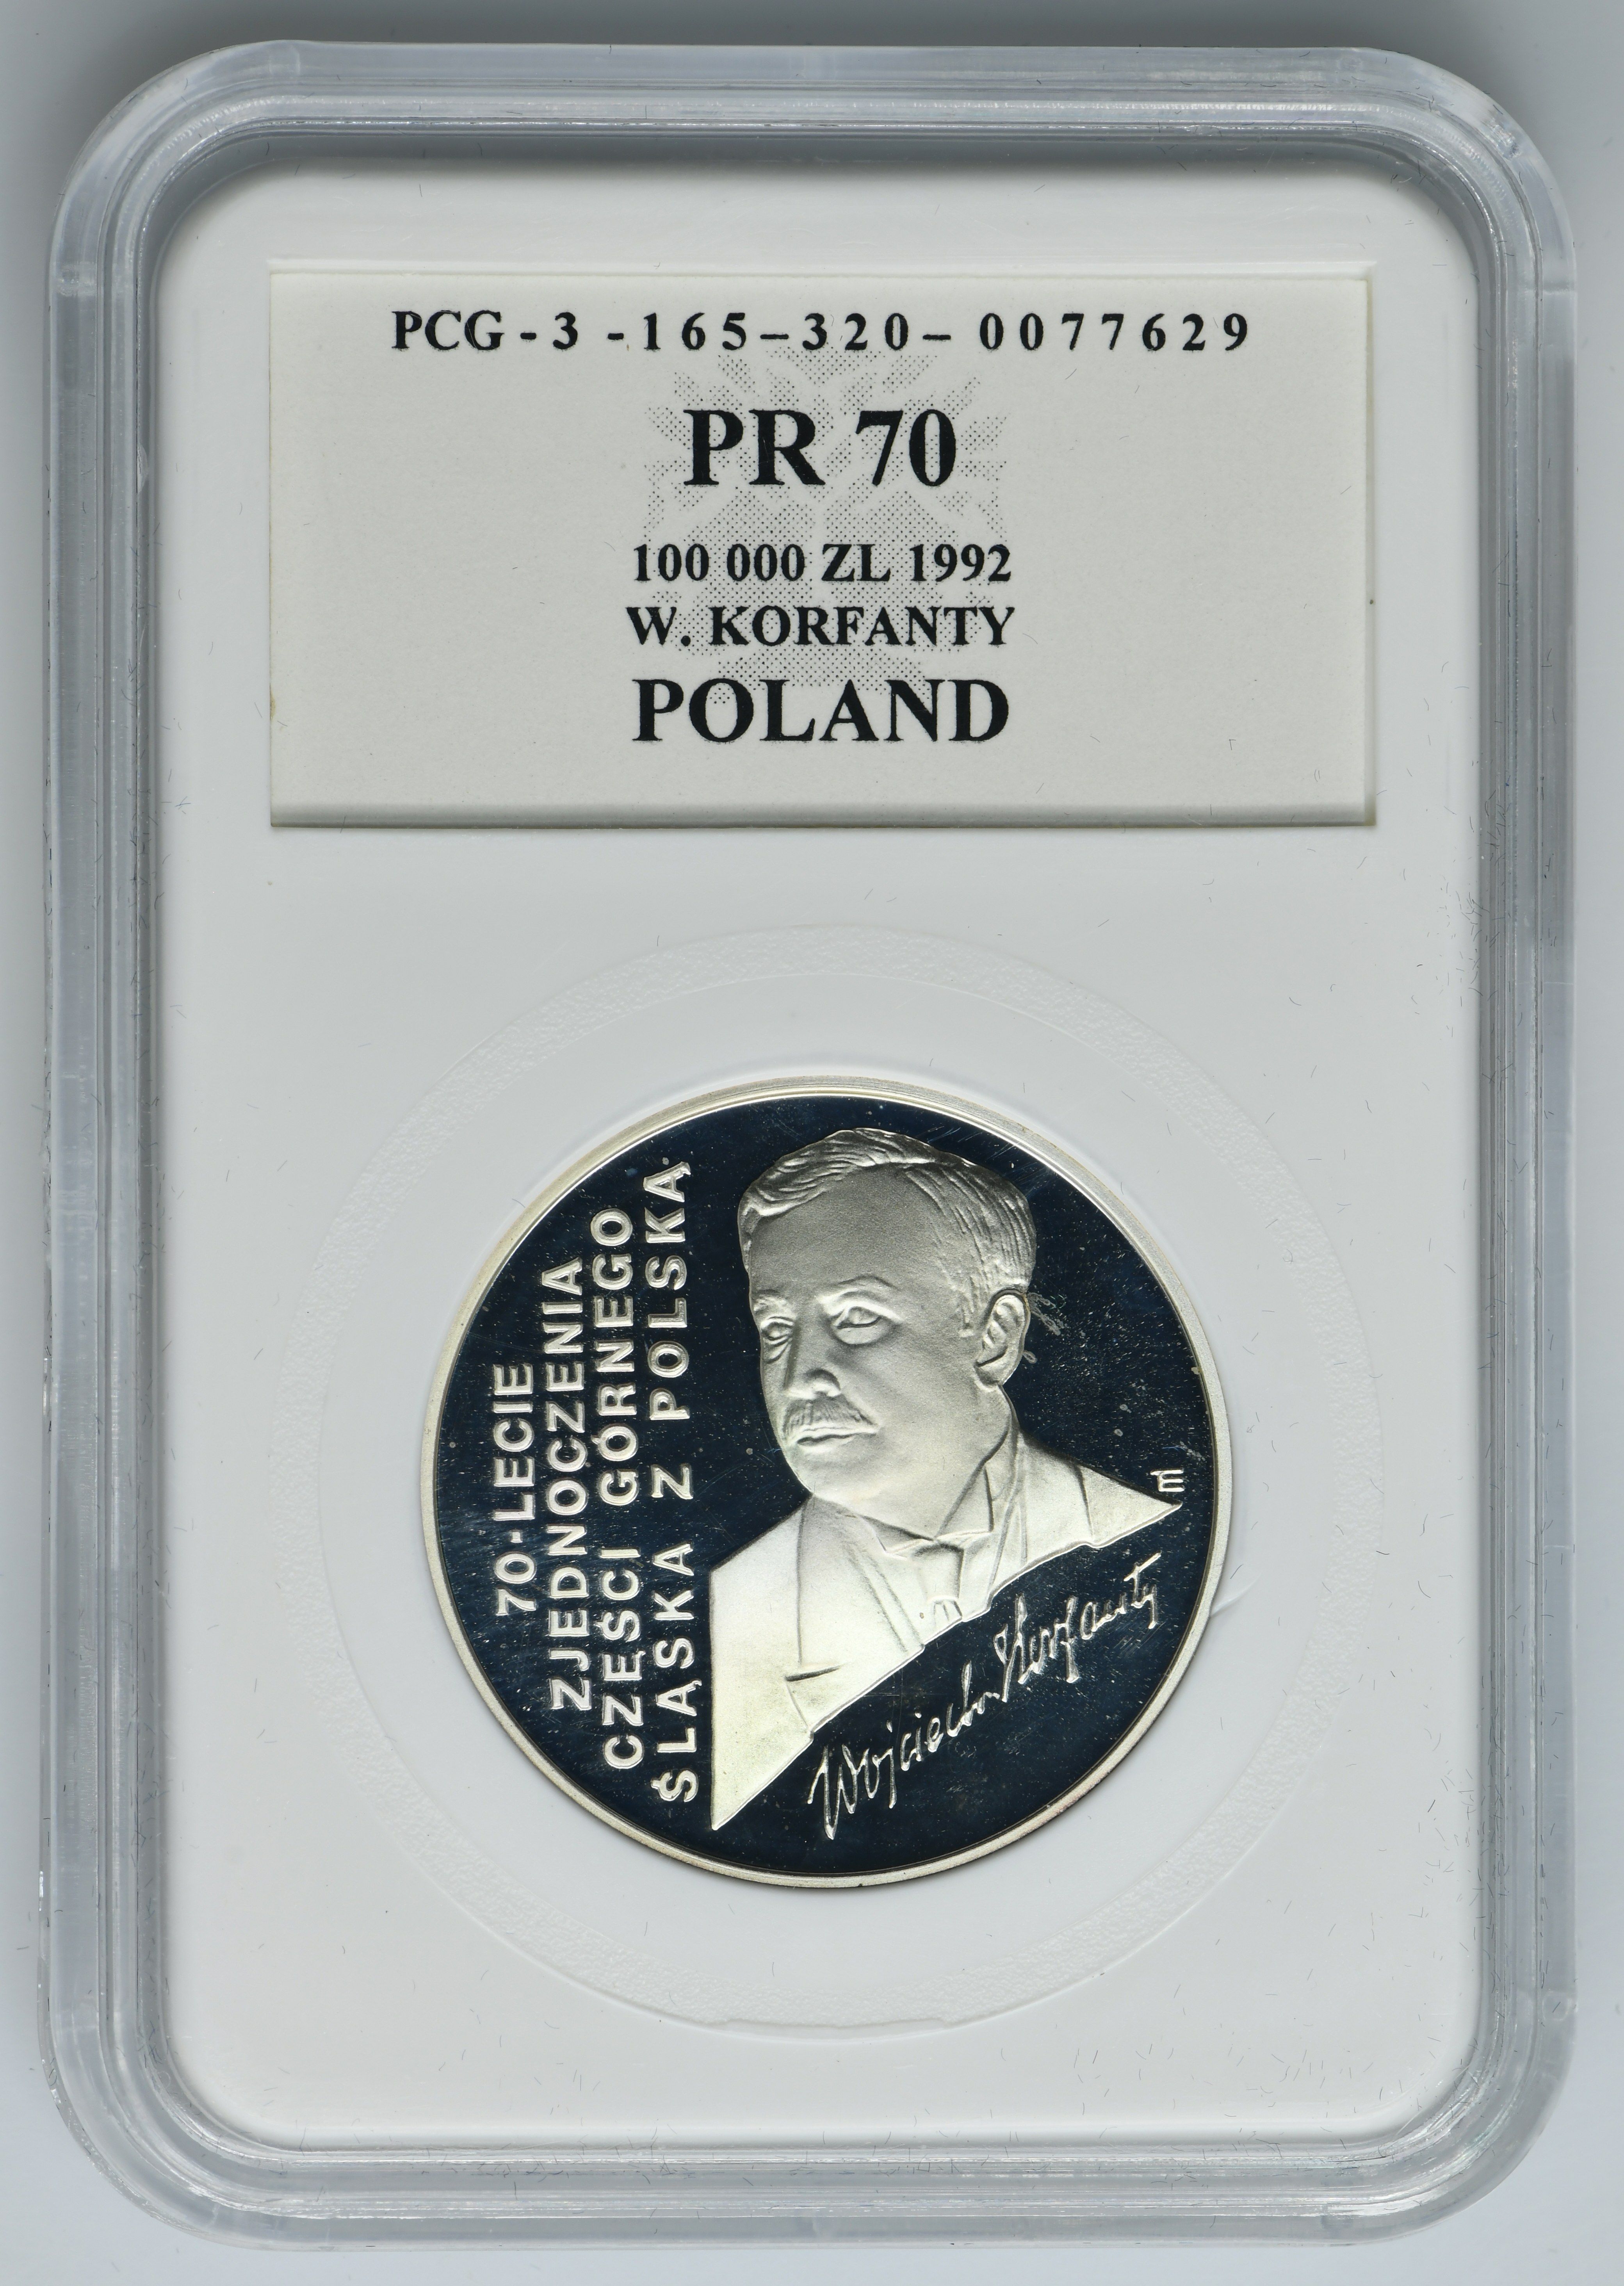 PCG-3-165-320-0077629
PR 70
100 000 ZL 1992
W. KORFANTY
POLAND
70-LECIE
ZJEDNOCZENIA
CZĘŚCI GÓRNEGO
ŚLĄSKA Z POLSKĄ
Wojciech Korfanty